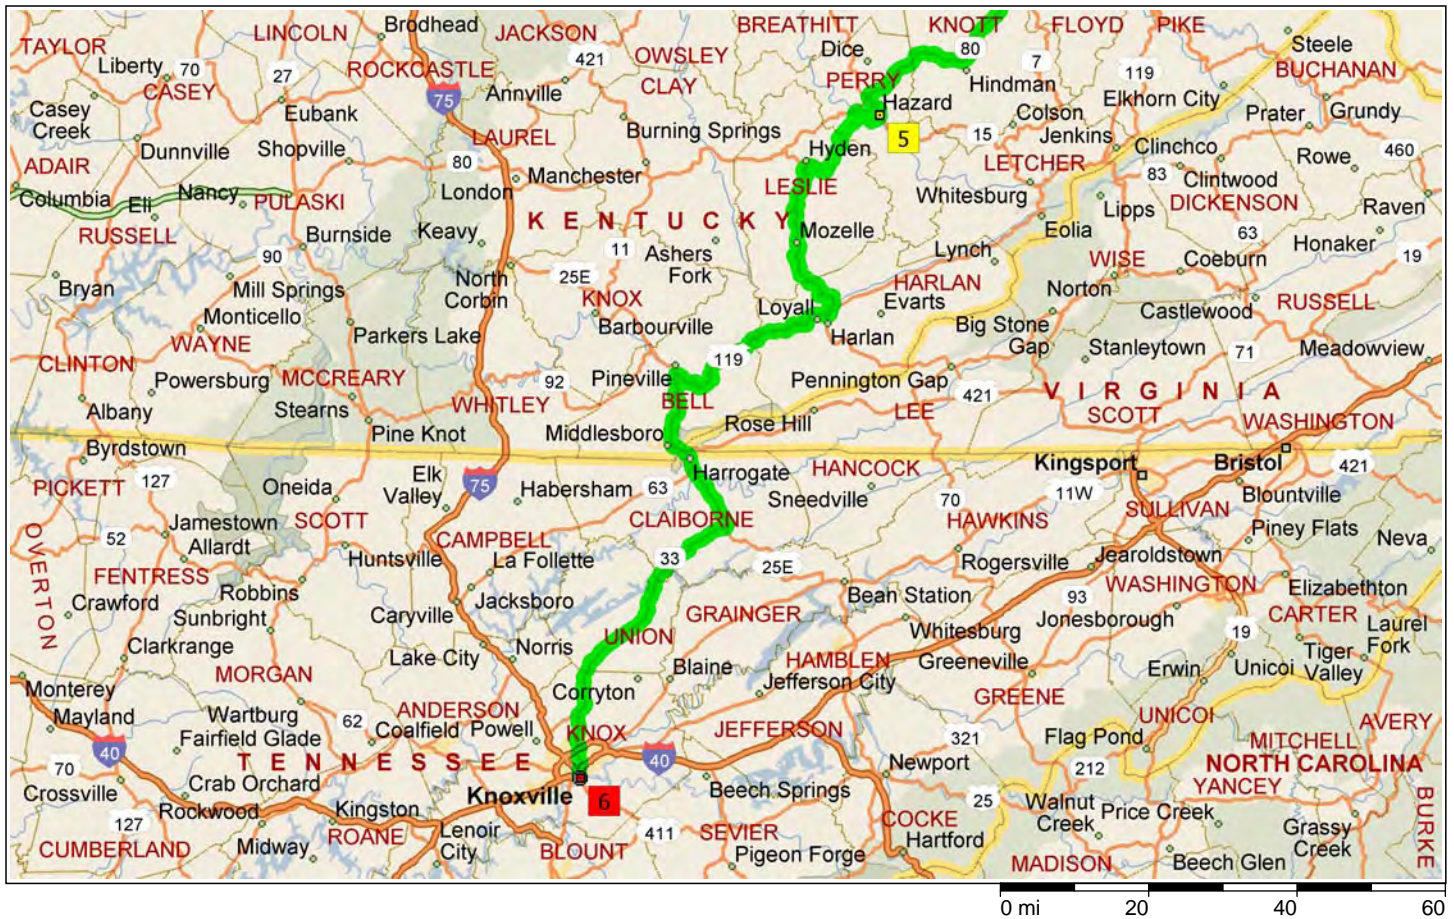 BREATHITT
KNOTT
FLOYD
PIKE
Brodhead
LINCOLN
JACKSON
TAYLOR
Dice
80
Steele
421
OWSLEY
Liberty
70
27
ROCKCASTLE
CLAY
PERRY
7
119
BUCHANAN
CASEY
75
Annville
Hazard
Hindman
Elkhorn City
Casey
Creek
Eubank
Colson
Prater
Grundy
LAUREL
Burning Springs
5
15
Jenkins
Dunnville
Shopville
Hyden
Clinchco
460
ADAIR
80
LETCHER
Rowe
Manchester
83
Clintwood
Columbia
Eli
Nancy
PULASKI
London
LESLIE
Whitesburg
Lipps
DICKENSON
Raven
KENTUCKY
RUSSELL
Burnside
Keavy
Mozelle
Eolia
63
Honaker
90
11
Ashers
Fork
Lynch
WISE
19
Bryan
Mill Springs
North
Corbin
25E
HARLAN
Coeburn
Monticello
KNOX
Loyall
Evarts
Norton
Castlewood
RUSSELL
WAYNE
Parkers Lake
Barbourville
Harlan
Big Stone
Gap
CLINTON
119
Stanleytown
71
Meadowview
Powersburg
MCCREARY
92
Pineville
Pennington Gap
421
VIRGINIA
Albany
Stearns
WHITLEY
BELL
LEE
SCOTT
WASHINGTON
Pine Knot
Middlesboro
Rose Hill
Byrdstown
Elk
Valley
75
Harrogate
HANCOCK
Kingsport
Bristol
421
PICKETT
127
Oneida
Habersham
63
Sneedville
70
11W
Blountville
OVERTON
Jamestown
SCOTT
CLAIBORNE
HAWKINS
SULLIVAN
Piney Flats
52
Allardt
Huntsville
CAMPBELL
La Follette
33
25E
Rogersville
Jearoldstown
Neva
FENTRESS
Robbins
WASHINGTON
Elizabethton
Crawford
Sunbright
Caryville
Jacksboro
GRAINGER
Bean Station
93
Jonesborough
CARTER
Laurel
Fork
Clarkrange
Norris
UNION
Whitesburg
19
Lake City
Blaine
HAMBLEN
Greeneville
Erwin
Unicoi
Tiger
Valley
Monterey
MORGAN
Corryton
Jefferson City
GREENE
Mayland
Wartburg
62
ANDERSON
Coalfield
Powell
KNOX
JEFFERSON
UNICOI
AVERY
Fairfield Glade
321
Flag Pond
MITCHELL
40
TENNESSEE
40
Newport
212
NORTH CAROLINA
70
Crossville
Crab Orchard
Knoxville
6
Beech Springs
25
YANCEY
Rockwood
Kingston
Walnut
Creek
Price Creek
BURKE
127
ROANE
Lenoir
City
411
SEVIER
COCKE
Grassy
Creek
CUMBERLAND
Midway
BLOUNT
Pigeon Forge
Hartford
MADISON
Beech Glen
0 mi
20
40
60